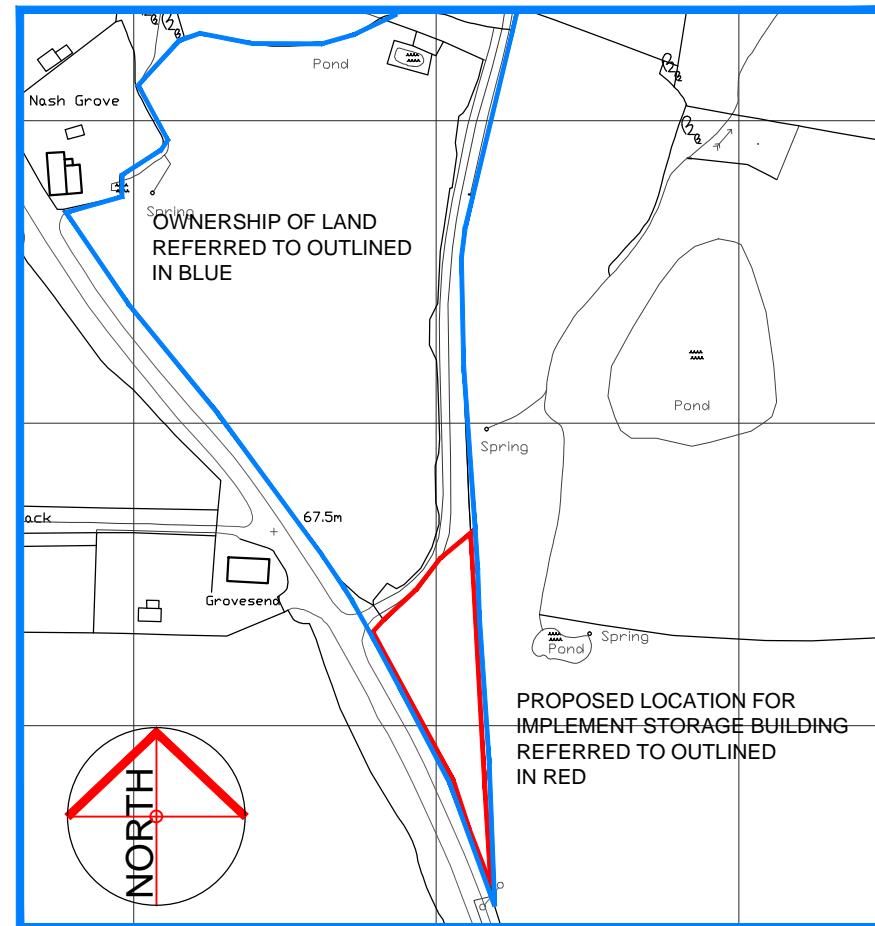 Pond
Nash Grove
Spring
OWNERSHIP OF LAND
REFERRED TO OUTLINED
IN BLUE
Pond
Spring
67.5m
ack
Grovesend
Spring
Pond
PROPOSED LOCATION FOR
IMPLEMENT STORAGE BUILDING
REFERRED TO OUTLINED
IN RED
NORTH